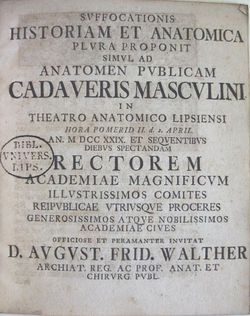 SVFFOCATIONIS
HISTORIAM ET ANATOMICA
PLVRA PROPONIT
SIMVL AD
ANATOMEN PVBLICAM
CADAVERIS MASCVLINI
IN
THEATRO ANATOMICO LIPSIENSI
HORA POMERID II. d. 2. APRIL.
AN. M DCC XXIX. ET SEQVENTIBVS
DIEBVS SPECTANDAM
BIBL.
VNIVERS.
LIPS.
RECTOREM
ACADEMIAE MAGNIFICVM
ILLVSTRISSIMOS COMITES
REIPVBLICAE VTRIVSQVE PROCERES
GENEROSISSIMOS ATQVE NOBILISSIMOS
ACADEMIAE CIVES
OFFICIOSE ET PERAMANTER INVITAT
D. AVGVST. FRID. WALTHER
ARCHIAT. REG. AC PROF. ANAT. ET
CHIRVRG. PVBL.